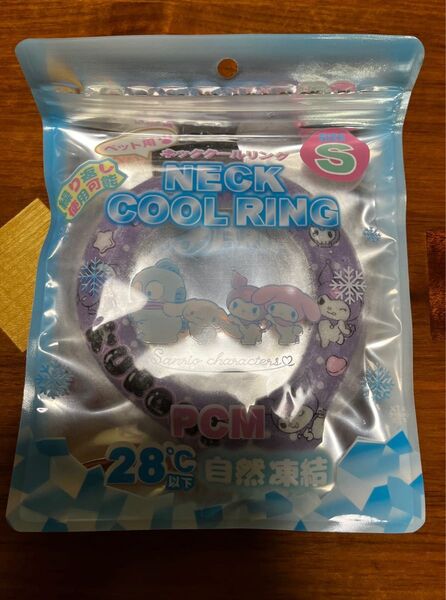 ペット用
SIZE
S
繰り返し
使用可能
ネッククールリング
NECK
COOL RING
Sanrio characters
PCM
28℃
以下
自然凍結